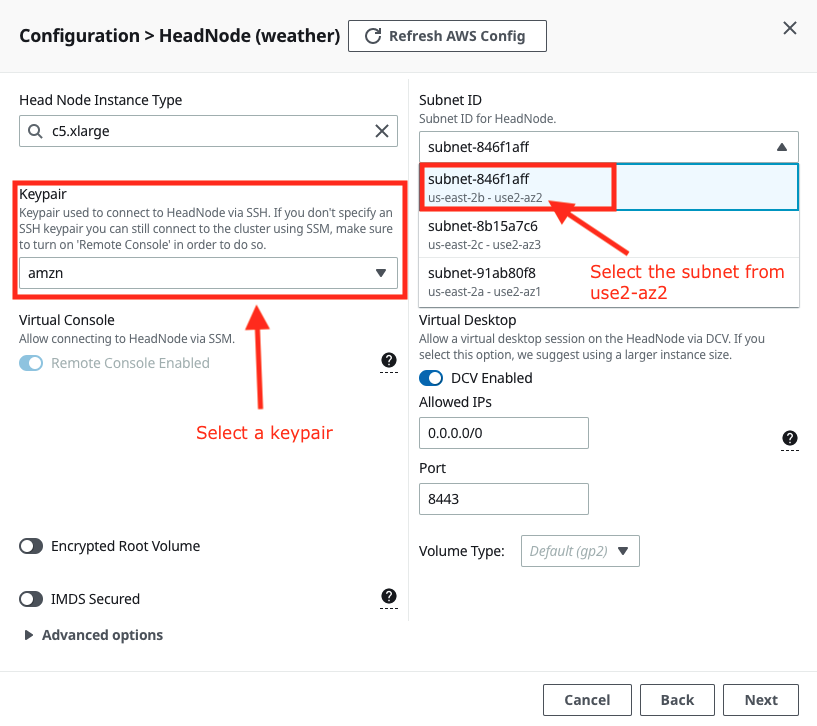 Configuration > HeadNode (weather)
Refresh AWS Config
Head Node Instance Type
c5.xlarge
Keypair
Keypair used to connect to HeadNode via SSH. If you don't specify an
SSH keypair you can still connect to the cluster using SSM, make sure
to turn on 'Remote Console' in order to do so.
amzn
Virtual Console
Allow connecting to HeadNode via SSM.
Remote Console Enabled
Select a keypair
Encrypted Root Volume
IMDS Secured
Advanced options
Subnet ID
Subnet ID for HeadNode.
subnet-846f1aff
subnet-846f1aff
us-east-2b - use2-az2
subnet-8b15a7c6
us-east-2c - use2-az3
subnet-91ab80f8
us-east-2a - use2-az1
Select the subnet from
use2-az2
Virtual Desktop
Allow a virtual desktop session on the HeadNode via DCV. If you
select this option, we suggest using a larger instance size.
DCV Enabled
Allowed IPs
0.0.0.0/0
Port
8443
Volume Type:
Default (gp2)
Cancel
Back
Next